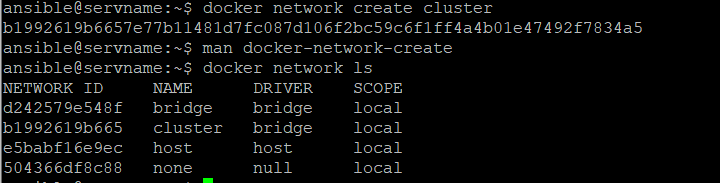 ansible@servname:~$ docker network create cluster
b1992619b6657e77b11481d7fc087d106f2bc59c6f1ff4a4b01e47492f7834a5
ansible@servname:~$ man docker-network-create
ansible@servname:~$ docker network ls
NETWORK ID NAME DRIVER SCOPE
d242579e548f bridge bridge local
b1992619b665 cluster bridge local
e5babf16e9ec host host local
504366df8c88 none null local